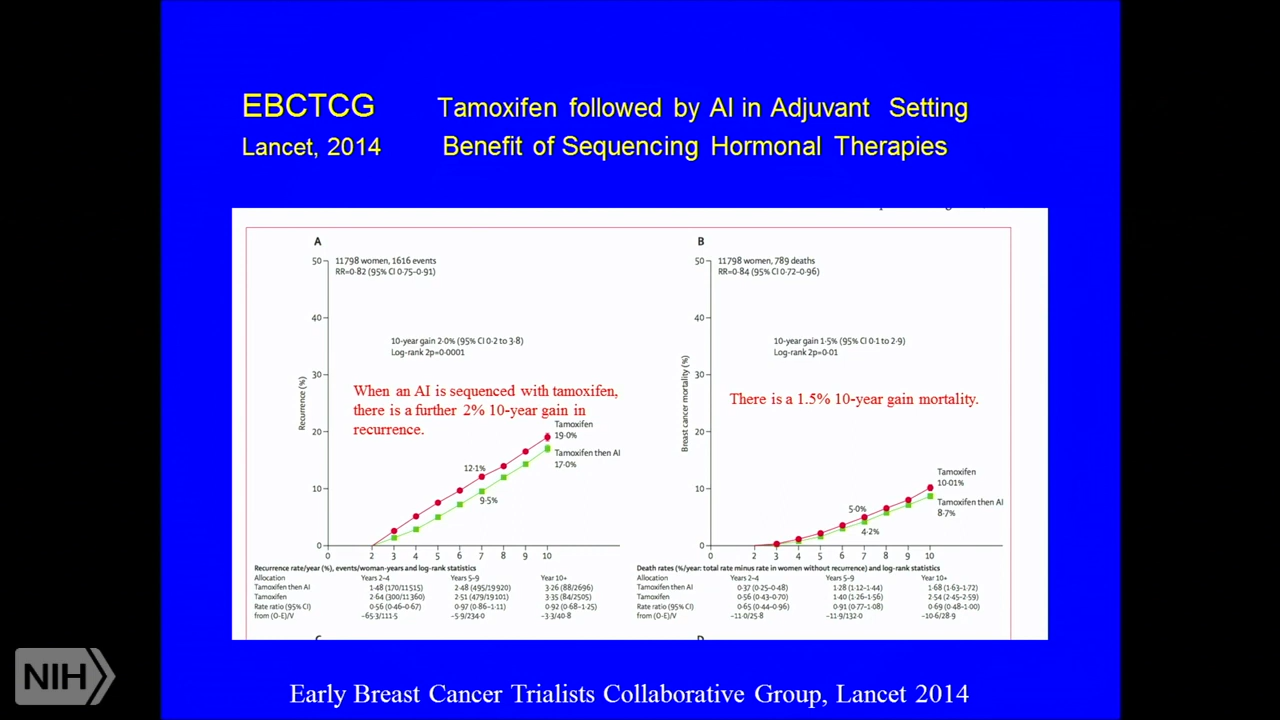 EBCTCG
Tamoxifen followed by AI in Adjuvant Setting
Lancet, 2014
Benefit of Sequencing Hormonal Therapies
A
50
11798 women, 1616 events
RR=0·82 (95% CI 0·75–0·91)
40
10-year gain 2·0% (95% CI 0·2 to 3·8)
Log-rank 2p=0·0001
30
When an AI is sequenced with tamoxifen,
there is a further 2% 10-year gain in
recurrence.
Recurrence (%)
20
Tamoxifen
19·0%
Tamoxifen then AI
17·0%
12·1%
9·5%
10
0
0 2 3 4 5 6 7 8 9 10
Recurrence rate/year (%), events/woman-years and log-rank statistics
Allocation Years 2–4 Years 5–9 Year 10+
Tamoxifen then AI 1·48 (170/11515) 2·48 (495/19920) 3·26 (88/2696)
Tamoxifen 2·64 (300/11360) 2·51 (479/19101) 3·35 (84/2505)
Rate ratio (95% CI) 0·56 (0·46–0·67) 0·97 (0·86–1·11) 0·92 (0·68–1·25)
from (O-E)/V –65·3/111·5 –5·9/234·0 –3·3/40·8
B
50
11798 women, 789 deaths
RR=0·84 (95% CI 0·72–0·96)
40
10-year gain 1·5% (95% CI 0·1 to 2·9)
Log-rank 2p=0·01
30
There is a 1.5% 10-year gain mortality.
Breast cancer mortality (%)
20
Tamoxifen
10·01%
Tamoxifen then AI
8·7%
5·0%
4·2%
10
0
0 2 3 4 5 6 7 8 9 10
Death rates (%/year: total rate minus rate in women without recurrence) and log-rank statistics
Allocation Years 2–4 Years 5–9 Year 10+
Tamoxifen then AI 0·37 (0·25–0·48) 1·28 (1·12–1·44) 1·68 (1·63–1·72)
Tamoxifen 0·56 (0·43–0·70) 1·40 (1·26–1·56) 2·54 (2·45–2·59)
Rate ratio (95% CI) 0·65 (0·44–0·96) 0·91 (0·77–1·08) 0·69 (0·48–1·00)
from (O-E)/V –11·0/25·8 –11·9/132·0 –10·6/28·9
NIH
Early Breast Cancer Trialists Collaborative Group, Lancet 2014